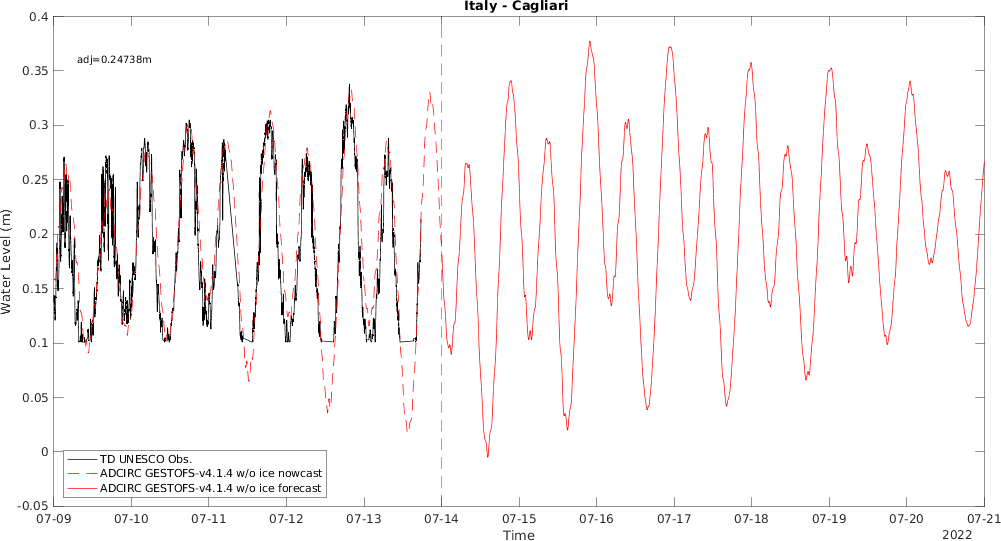 Italy - Cagliari
adj=0.24738m
0.4
0.35
0.3
0.25
0.2
0.15
0.1
0.05
0
-0.05
Water Level (m)
TD UNESCO Obs.
ADCIRC GESTOFS-v4.1.4 w/o ice nowcast
ADCIRC GESTOFS-v4.1.4 w/o ice forecast
07-09 07-10 07-11 07-12 07-13 07-14 07-15 07-16 07-17 07-18 07-19 07-20 07-21
Time
2022